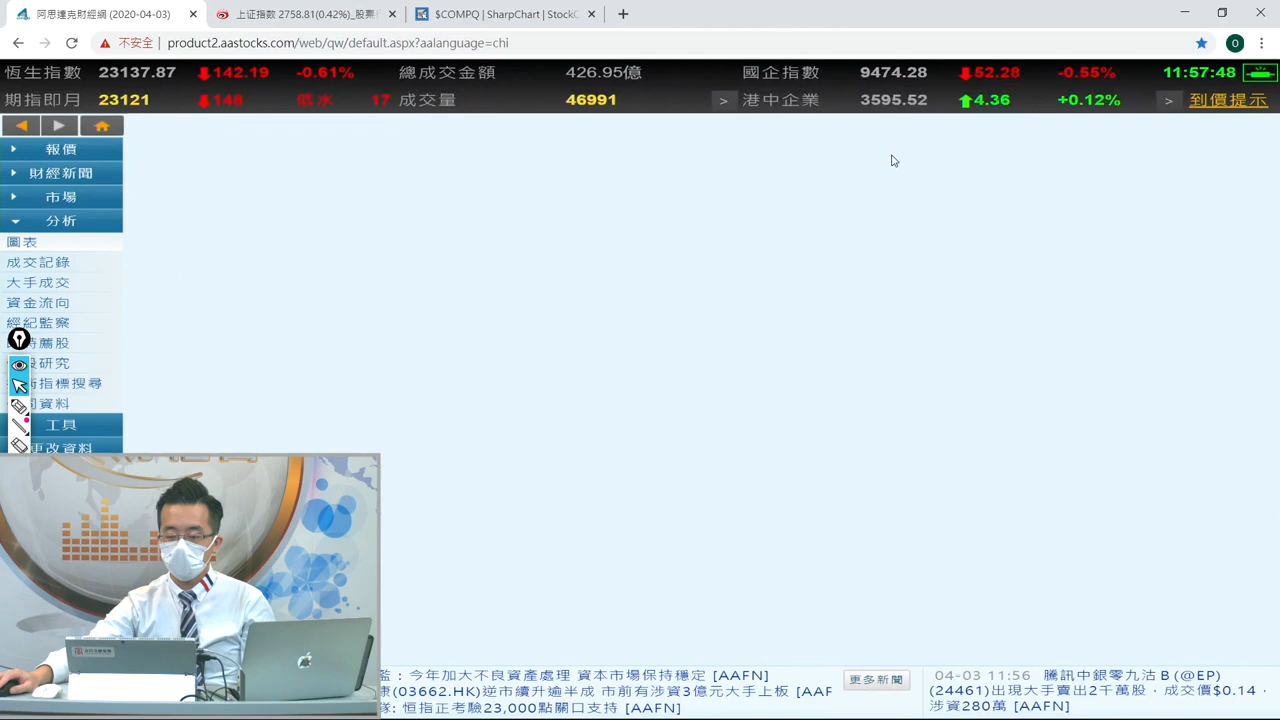 阿思達克財經網 (2020-04-03)
上证指数 2758.81(0.42%)_股票
$COMPQ | SharpChart | StockC
不安全
product2.aastocks.com/web/qw/default.aspx?aalanguage=chi
O
恆生指數 23137.87 142.19 -0.61% 總成交金額 426.95億 國企指數 9474.28 52.28 -0.55% 11:57:48
期指即月 23121 148 低水 17 成交量 46991 > 港中企業 3595.52 4.36 +0.12% > 到價提示
報價
財經新聞
市場
分析
圖表
成交記錄
大手成交
資金流向
經紀監察
時薦股
研究
指標搜尋
資料
工具
更改資料
：今年加大不良資產處理 資本市場保持穩定 [AAFN]
(03662.HK)逆市續升逾半成 市前有涉資3億元大手上板 [AAF
: 恆指正考驗23,000點關口支持 [AAFN]
更多新聞
04-03 11:56 騰訊中銀零九沽Ｂ(@EP)
(24461)出現大手賣出2千萬股，成交價$0.14，
涉資280萬 [AAFN]